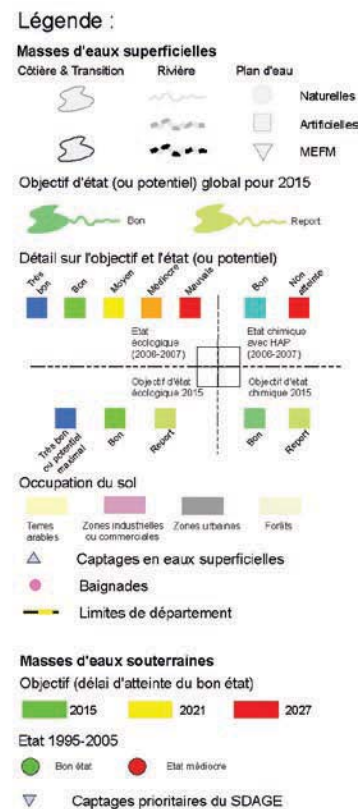 Légende :
Masses d'eaux superficielles
Côtière & Transition Rivière Plan d'eau
Naturelles
Artificielles
MEFM
Objectif d'état (ou potentiel) global pour 2015
Bon Report
Détail sur l'objectif et l'état (ou potentiel)
Très bon Bon Moyen Médiocre Mauvais Bon Non atteinte
Etat écologique (2006-2007) Etat chimique avec HAP (2006-2007)
Objectif d'état écologique 2015 Objectif d'état chimique 2015
Très bon ou potentiel maximal Bon Report Bon Report
Occupation du sol
Terres arables Zones industrielles ou commerciales Zones urbaines Forêts
Captages en eaux superficielles
Baignades
Limites de département
Masses d'eaux souterraines
Objectif (délai d'atteinte du bon état)
2015 2021 2027
Etat 1995-2005
Bon état Etat médiocre
Captages prioritaires du SDAGE